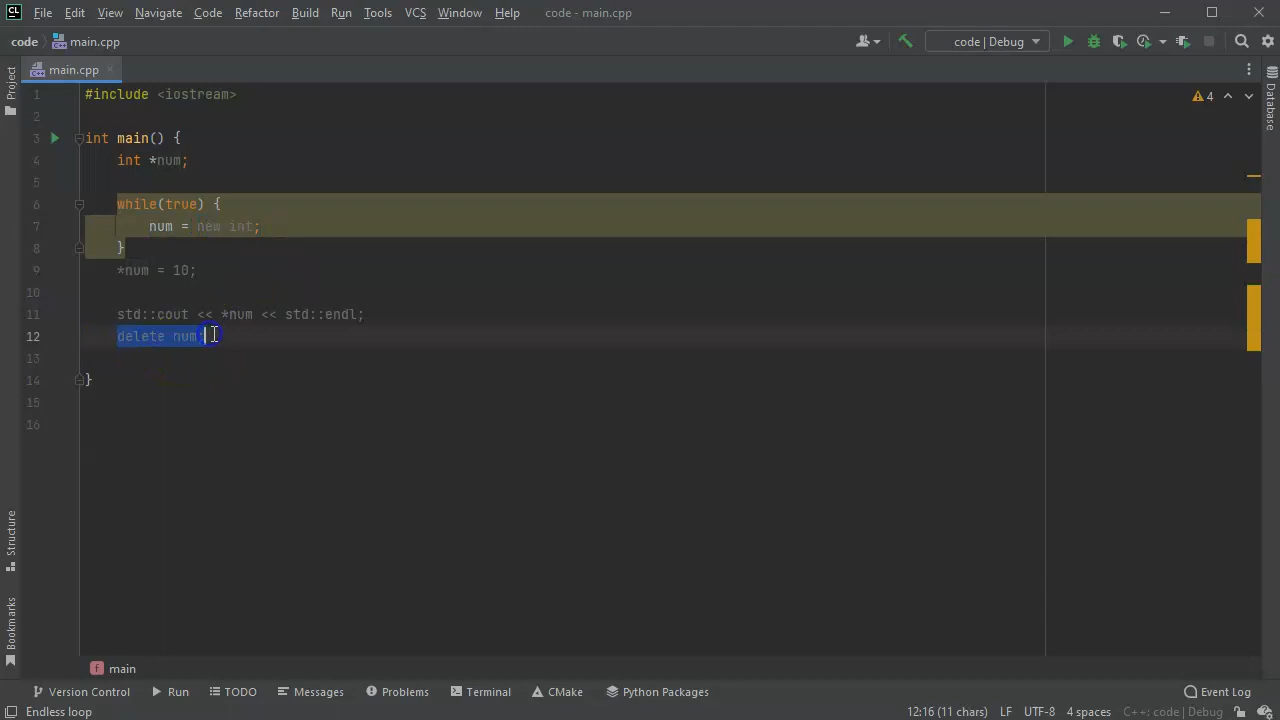 CL File Edit View Navigate Code Refactor Build Run Tools VCS Window Help code - main.cpp
code main.cpp code | Debug
Project
main.cpp
Database
4
1 #include <iostream>
2
3 int main() {
4 int *num;
5
6 while(true) {
7 num = new int;
8 }
9 *num = 10;
10
11 std::cout << *num << std::endl;
12 delete num;
13
14 }
15
16
Structure
Bookmarks
f main
Version Control Run TODO Messages Problems Terminal CMake Python Packages Event Log
Endless loop 12:16 (11 chars) LF UTF-8 4 spaces C++: code | Debug